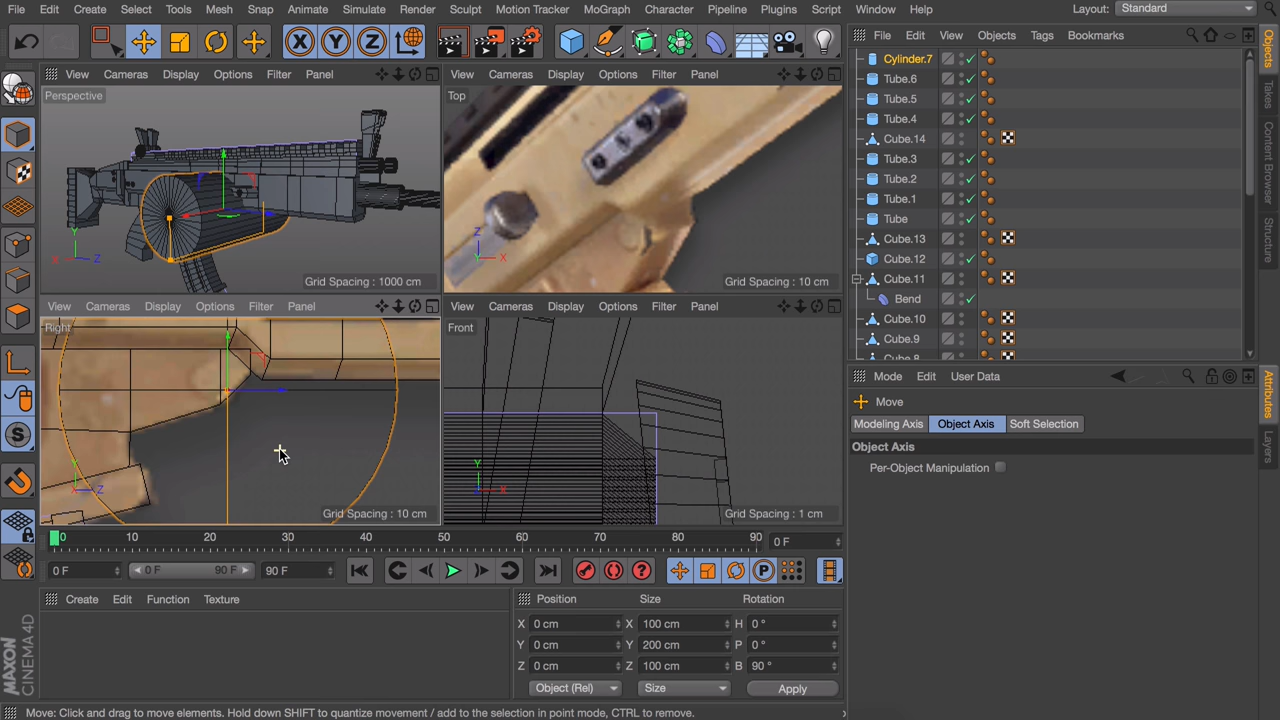 File Edit Create Select Tools Mesh Snap Animate Simulate Render Sculpt Motion Tracker MoGraph Character Pipeline Plugins Script Window Help Layout: Standard
X Y Z
File Edit View Objects Tags Bookmarks
View Cameras Display Options Filter Panel
View Cameras Display Options Filter Panel
Perspective
Grid Spacing : 1000 cm
Y
X Z
Top
Grid Spacing : 10 cm
Z
Y X
View Cameras Display Options Filter Panel
View Cameras Display Options Filter Panel
Right
Grid Spacing : 10 cm
Y
X Z
Front
Grid Spacing : 1 cm
Y
Z X
Cylinder.7
Tube.6
Tube.5
Tube.4
Cube.14
Tube.3
Tube.2
Tube.1
Tube
Cube.13
Cube.12
Cube.11
Bend
Cube.10
Cube.9
Cube.8
Objects
Takes
Content Browser
Structure
Mode Edit User Data
Move
Modeling Axis Object Axis Soft Selection
Object Axis
Per-Object Manipulation
Attributes
Layers
S
0 10 20 30 40 50 60 70 80 90 0 F
0 F 0 F 90 F 90 F
P
Create Edit Function Texture
Position Size Rotation
X 0 cm X 100 cm H 0 °
Y 0 cm Y 200 cm P 0 °
Z 0 cm Z 100 cm B 90 °
Object (Rel) Size Apply
MAXON
CINEMA 4D
Move: Click and drag to move elements. Hold down SHIFT to quantize movement / add to the selection in point mode, CTRL to remove.